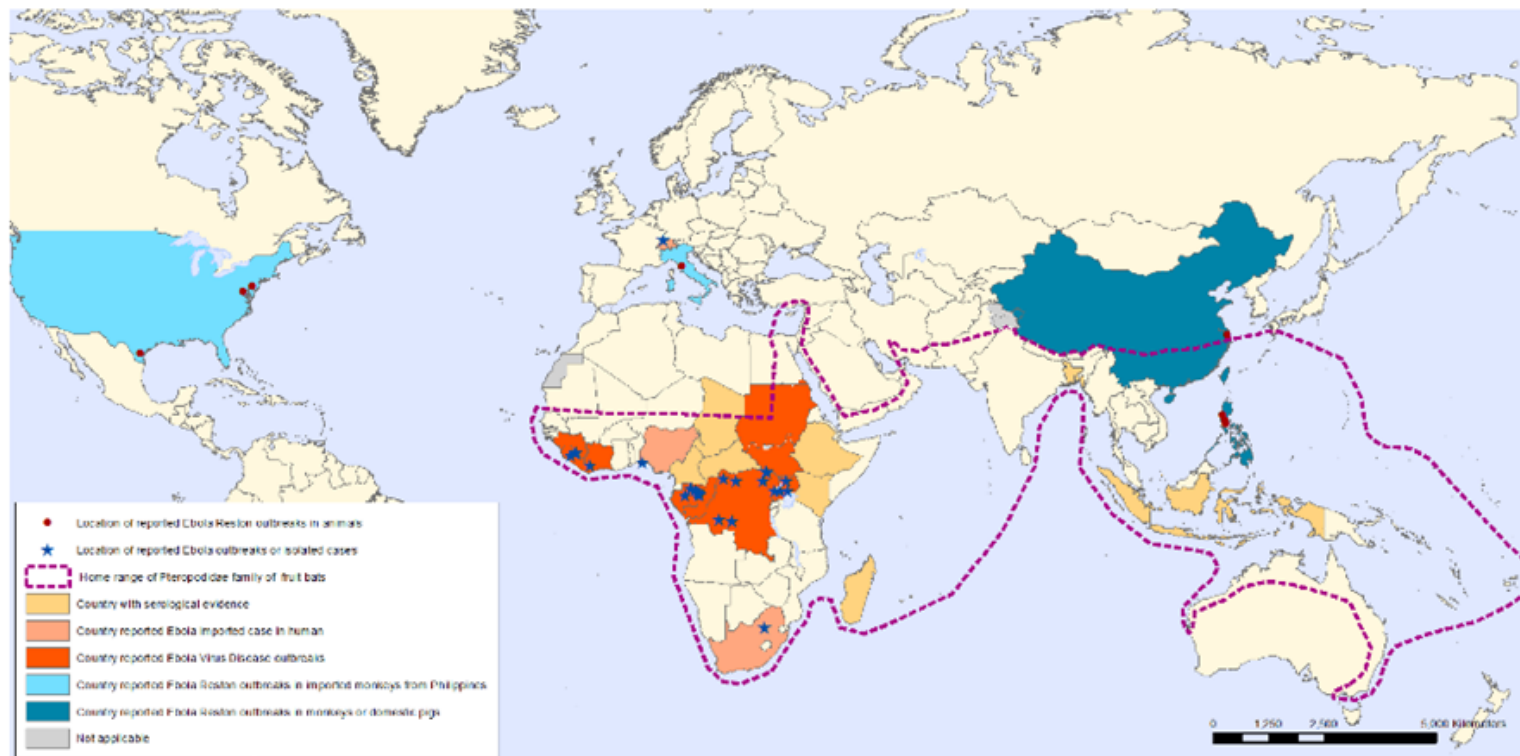 Location of reported Ebola Reston outbreaks in animals
Location of reported Ebola outbreaks or isolated cases
Home range of Pteropodidae family of fruit bats
Country with serological evidence
Country reported Ebola imported case in human
Country reported Ebola Virus Disease outbreaks
Country reported Ebola Reston outbreaks in imported monkeys from Philippines
Country reported Ebola Reston outbreaks in monkeys or domestic pigs
Not applicable
0 1,250 2,500 5,000 Kilometers